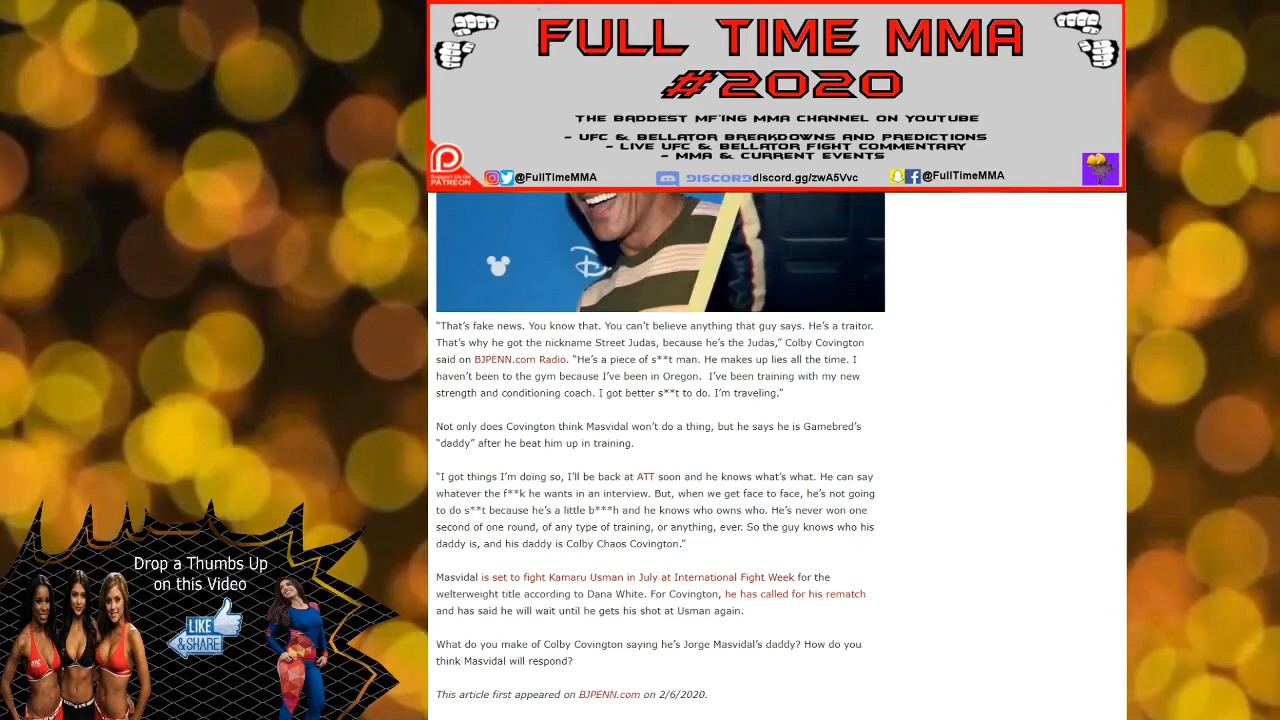 FULL TIME MMA
#2020
THE BADDEST MF'ING MMA CHANNEL ON YOUTUBE
- UFC & BELLATOR BREAKDOWNS AND PREDICTIONS
- LIVE UFC & BELLATOR FIGHT COMMENTARY
- MMA & CURRENT EVENTS
Support Us On
PATREON
@FullTimeMMA
DISCORD discord.gg/zwA5Vvc
@FullTimeMMA
“That’s fake news. You know that. You can’t believe anything that guy says. He’s a traitor.
That’s why he got the nickname Street Judas, because he’s the Judas,” Colby Covington
said on BJPENN.com Radio. “He’s a piece of s**t man. He makes up lies all the time. I
haven’t been to the gym because I’ve been in Oregon. I’ve been training with my new
strength and conditioning coach. I got better s**t to do. I’m traveling.”
Not only does Covington think Masvidal won’t do a thing, but he says he is Gamebred’s
“daddy” after he beat him up in training.
“I got things I’m doing so, I’ll be back at ATT soon and he knows what’s what. He can say
whatever the f**k he wants in an interview. But, when we get face to face, he’s not going
to do s**t because he’s a little b***h and he knows who owns who. He’s never won one
second of one round, of any type of training, or anything, ever. So the guy knows who his
daddy is, and his daddy is Colby Chaos Covington.”
Masvidal is set to fight Kamaru Usman in July at International Fight Week for the
welterweight title according to Dana White. For Covington, he has called for his rematch
and has said he will wait until he gets his shot at Usman again.
What do you make of Colby Covington saying he’s Jorge Masvidal’s daddy? How do you
think Masvidal will respond?
This article first appeared on BJPENN.com on 2/6/2020.
Drop a Thumbs Up
on this Video
LIKE
& SHARE